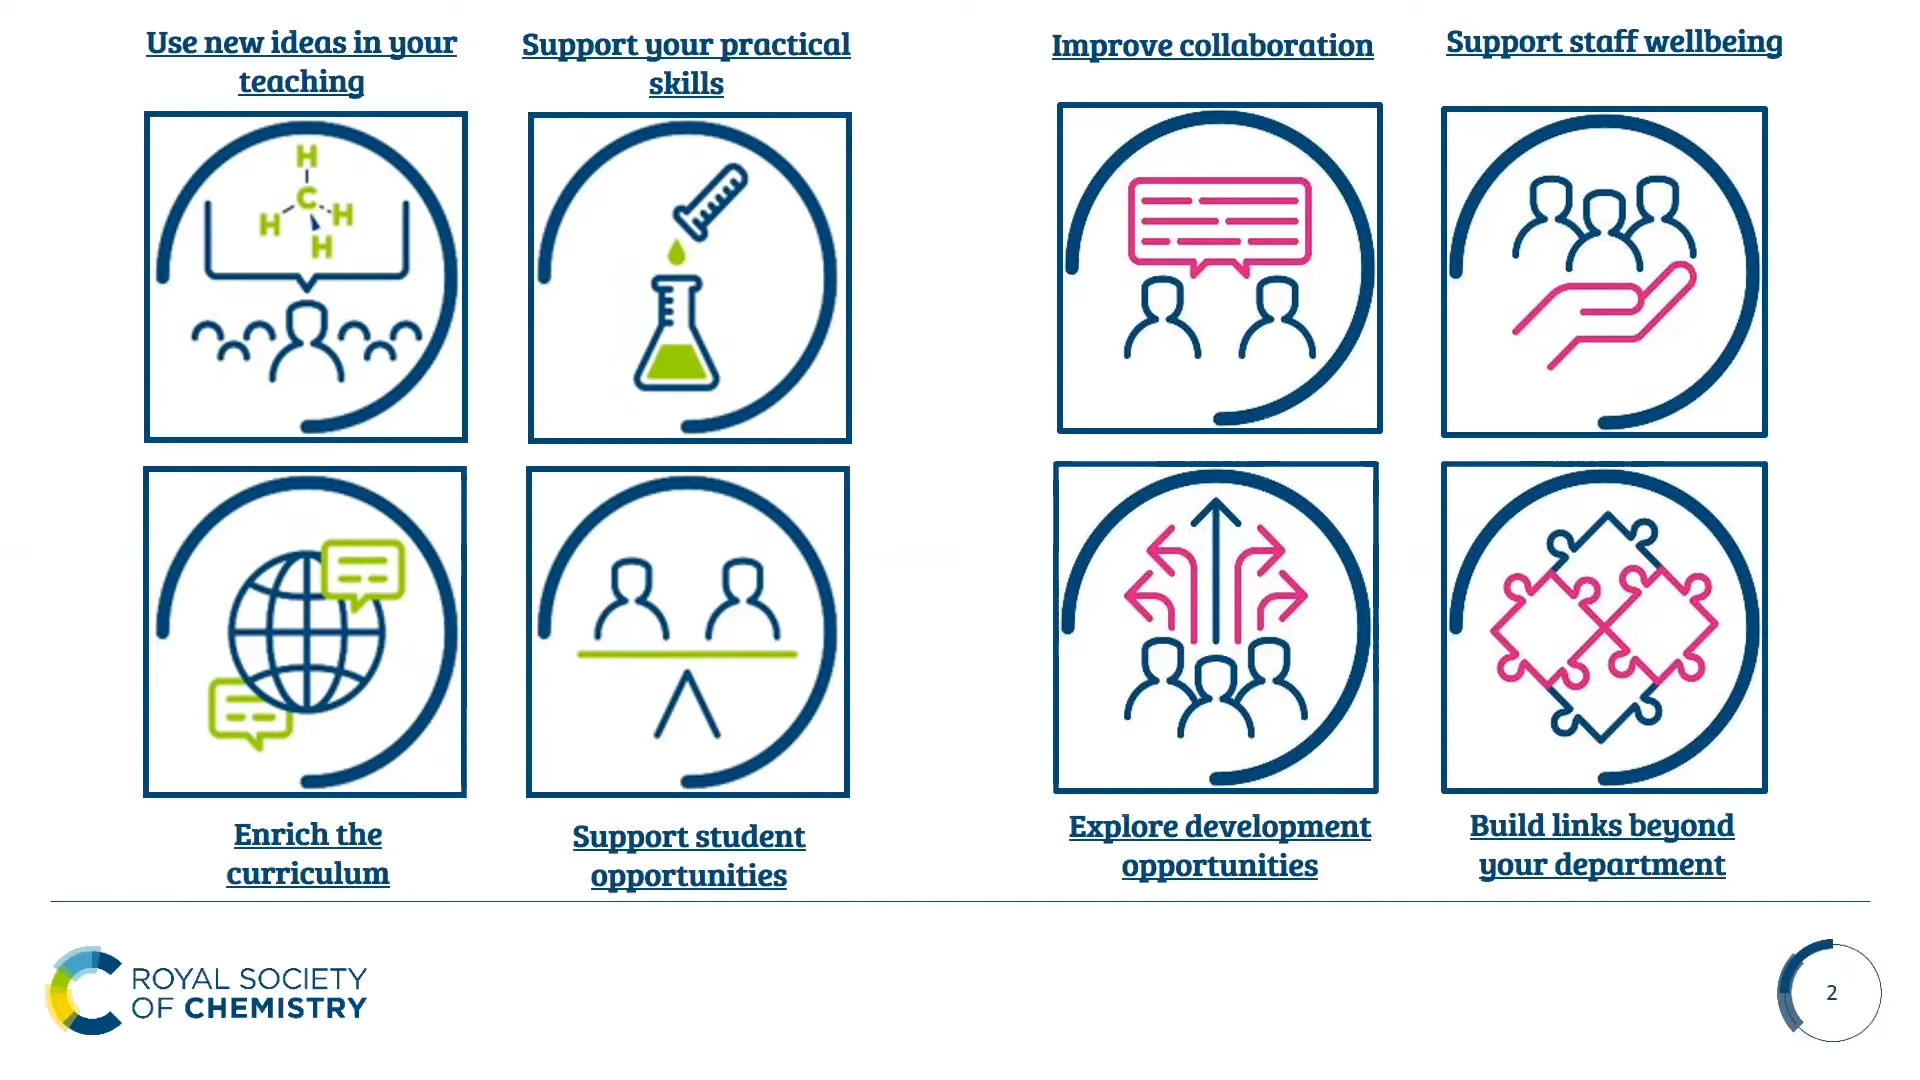 Use new ideas in your
teaching
Support your practical
skills
Improve collaboration
Support staff wellbeing
H
C
H
H
H
Enrich the
curriculum
Support student
opportunities
Explore development
opportunities
Build links beyond
your department
ROYAL SOCIETY
OF CHEMISTRY
2